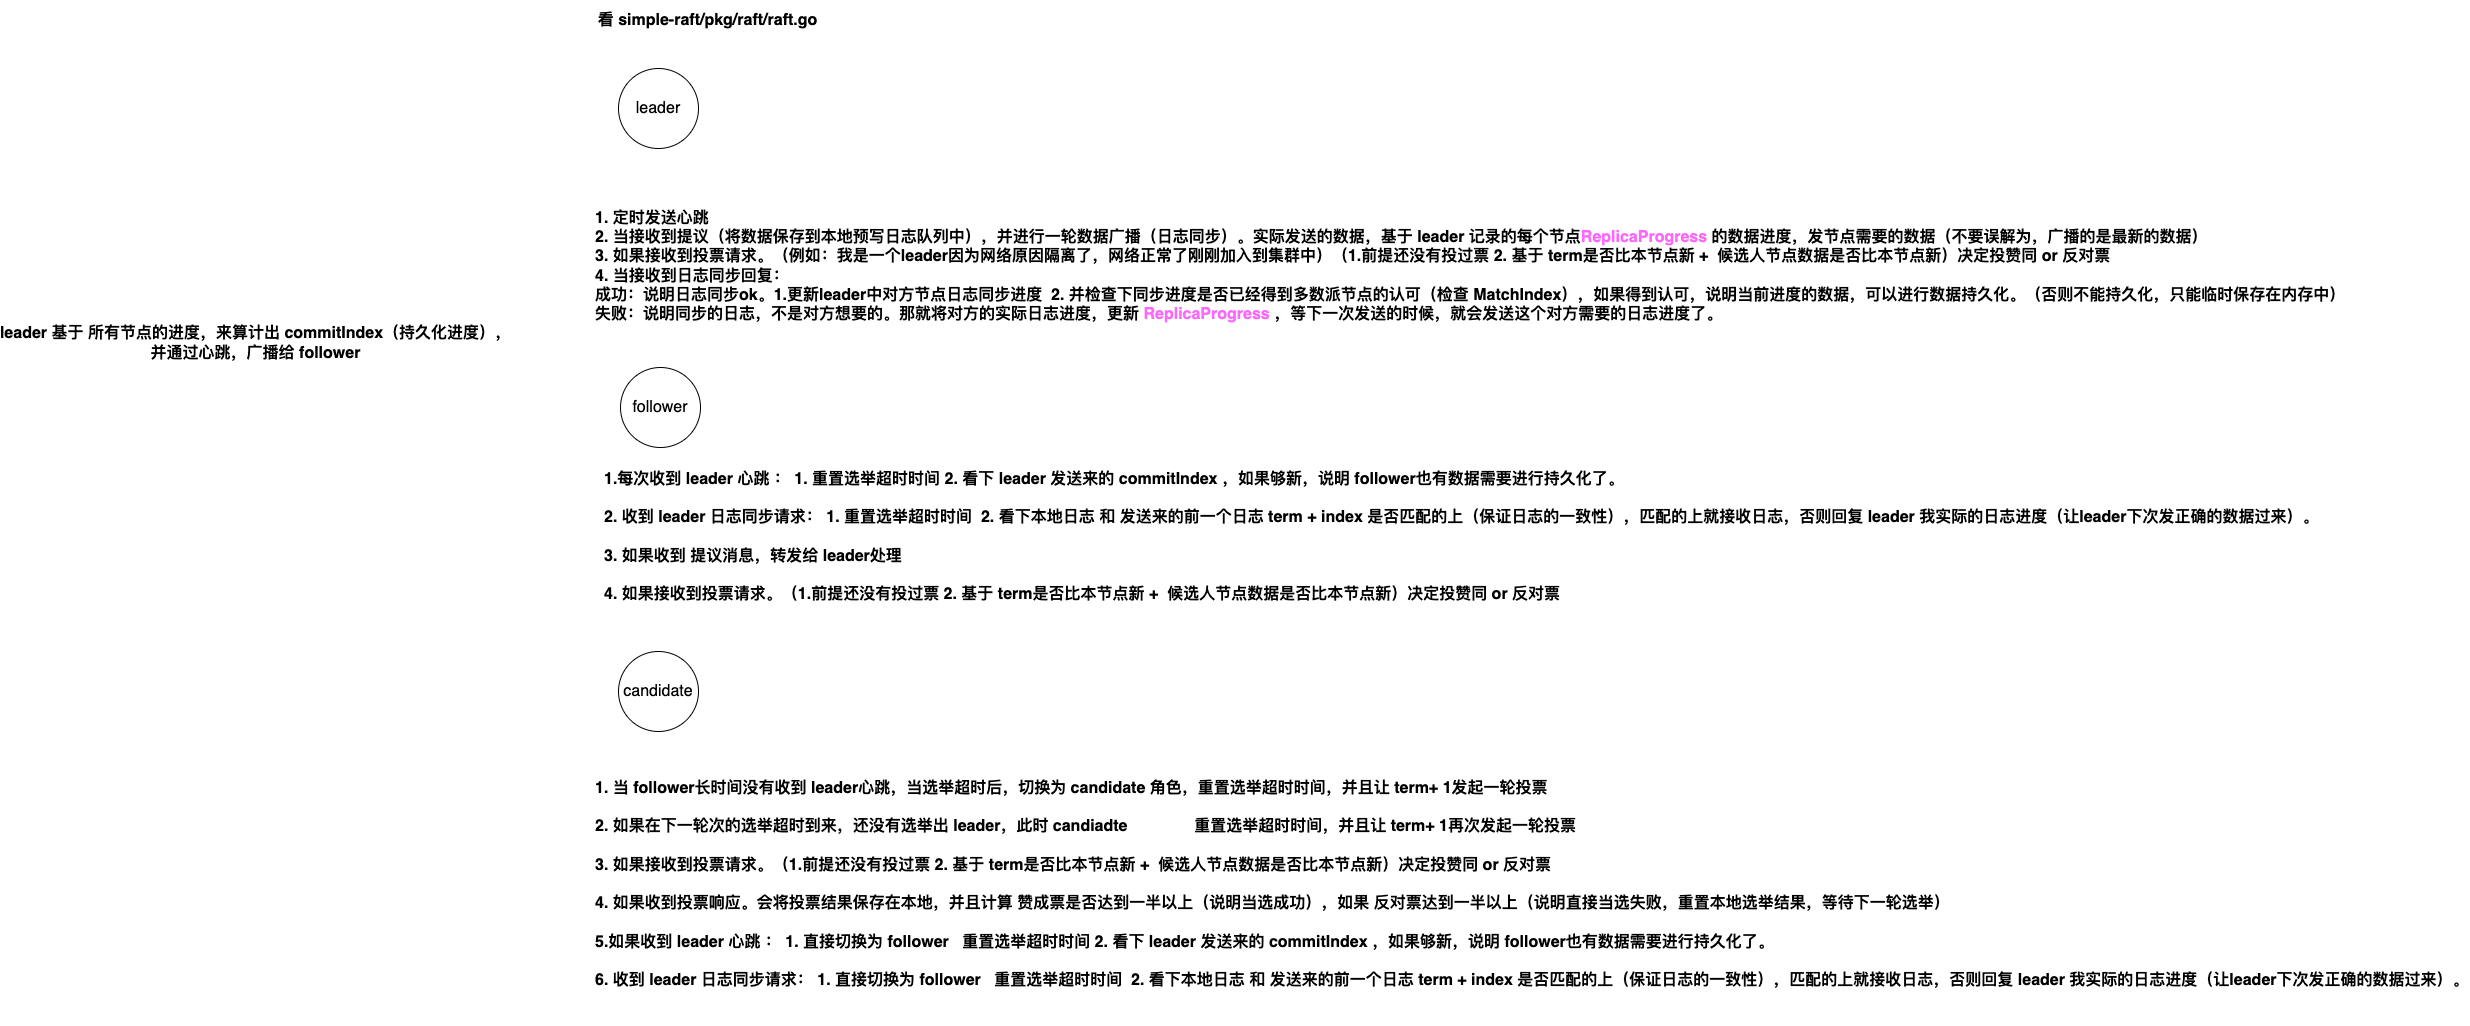 看 simple-raft/pkg/raft/raft.go
leader
1. 定时发送心跳
2. 当接收到提议（将数据保存到本地预写日志队列中），并进行一轮数据广播（日志同步）。实际发送的数据，基于 leader 记录的每个节点ReplicaProgress 的数据进度，发节点需要的数据（不要误解为，广播的是最新的数据）
3. 如果接收到投票请求。（例如：我是一个leader因为网络原因隔离了，网络正常了刚刚加入到集群中）（1.前提还没有投过票 2. 基于 term是否比本节点新 + 候选人节点数据是否比本节点新）决定投赞同 or 反对票
4. 当接收到日志同步回复：
成功：说明日志同步ok。1.更新leader中对方节点日志同步进度 2. 并检查下同步进度是否已经得到多数派节点的认可（检查 MatchIndex），如果得到认可，说明当前进度的数据，可以进行数据持久化。（否则不能持久化，只能临时保存在内存中）
失败：说明同步的日志，不是对方想要的。那就将对方的实际日志进度，更新 ReplicaProgress ，等下一次发送的时候，就会发送这个对方需要的日志进度了。
leader 基于 所有节点的进度，来算计出 commitIndex（持久化进度），
并通过心跳，广播给 follower
follower
1.每次收到 leader 心跳 ： 1. 重置选举超时时间 2. 看下 leader 发送来的 commitIndex ，如果够新，说明 follower也有数据需要进行持久化了。
2. 收到 leader 日志同步请求： 1. 重置选举超时时间 2. 看下本地日志 和 发送来的前一个日志 term + index 是否匹配的上（保证日志的一致性），匹配的上就接收日志，否则回复 leader 我实际的日志进度（让leader下次发正确的数据过来）。
3. 如果收到 提议消息，转发给 leader处理
4. 如果接收到投票请求。（1.前提还没有投过票 2. 基于 term是否比本节点新 + 候选人节点数据是否比本节点新）决定投赞同 or 反对票
candidate
1. 当 follower长时间没有收到 leader心跳，当选举超时后，切换为 candidate 角色，重置选举超时时间，并且让 term+ 1发起一轮投票
2. 如果在下一轮次的选举超时到来，还没有选举出 leader，此时 candiadte 重置选举超时时间，并且让 term+ 1再次发起一轮投票
3. 如果接收到投票请求。（1.前提还没有投过票 2. 基于 term是否比本节点新 + 候选人节点数据是否比本节点新）决定投赞同 or 反对票
4. 如果收到投票响应。会将投票结果保存在本地，并且计算 赞成票是否达到一半以上（说明当选成功），如果 反对票达到一半以上（说明直接当选失败，重置本地选举结果，等待下一轮选举）
5.如果收到 leader 心跳 ： 1. 直接切换为 follower 重置选举超时时间 2. 看下 leader 发送来的 commitIndex ，如果够新，说明 follower也有数据需要进行持久化了。
6. 收到 leader 日志同步请求： 1. 直接切换为 follower 重置选举超时时间 2. 看下本地日志 和 发送来的前一个日志 term + index 是否匹配的上（保证日志的一致性），匹配的上就接收日志，否则回复 leader 我实际的日志进度（让leader下次发正确的数据过来）。